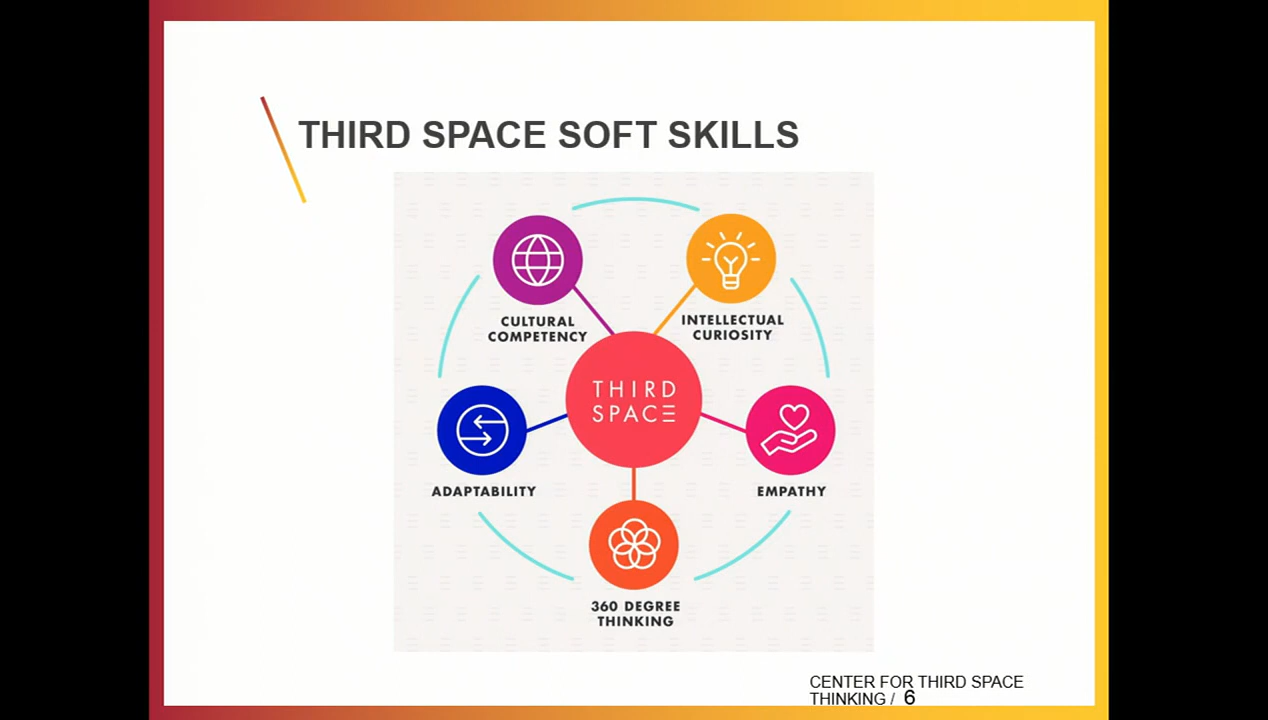 THIRD SPACE SOFT SKILLS
CULTURAL
COMPETENCY
INTELLECTUAL
CURIOSITY
THIRD
SPACE
ADAPTABILITY
EMPATHY
360 DEGREE
THINKING
CENTER FOR THIRD SPACE
THINKING / 6